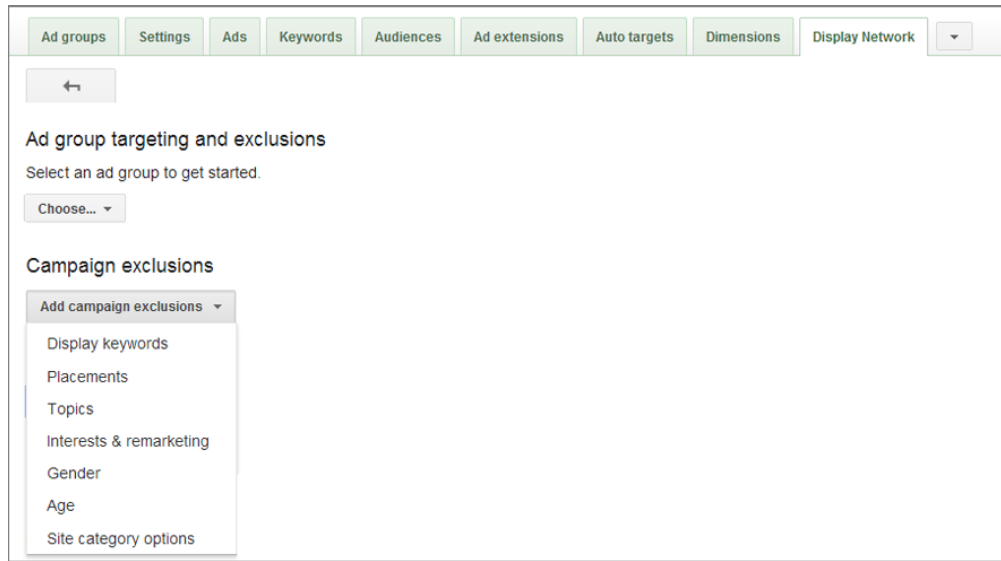 Ad groups Settings Ads Keywords Audiences Ad extensions Auto targets Dimensions Display Network
Ad group targeting and exclusions
Select an ad group to get started.
Choose...
Campaign exclusions
Add campaign exclusions
Display keywords
Placements
Topics
Interests & remarketing
Gender
Age
Site category options